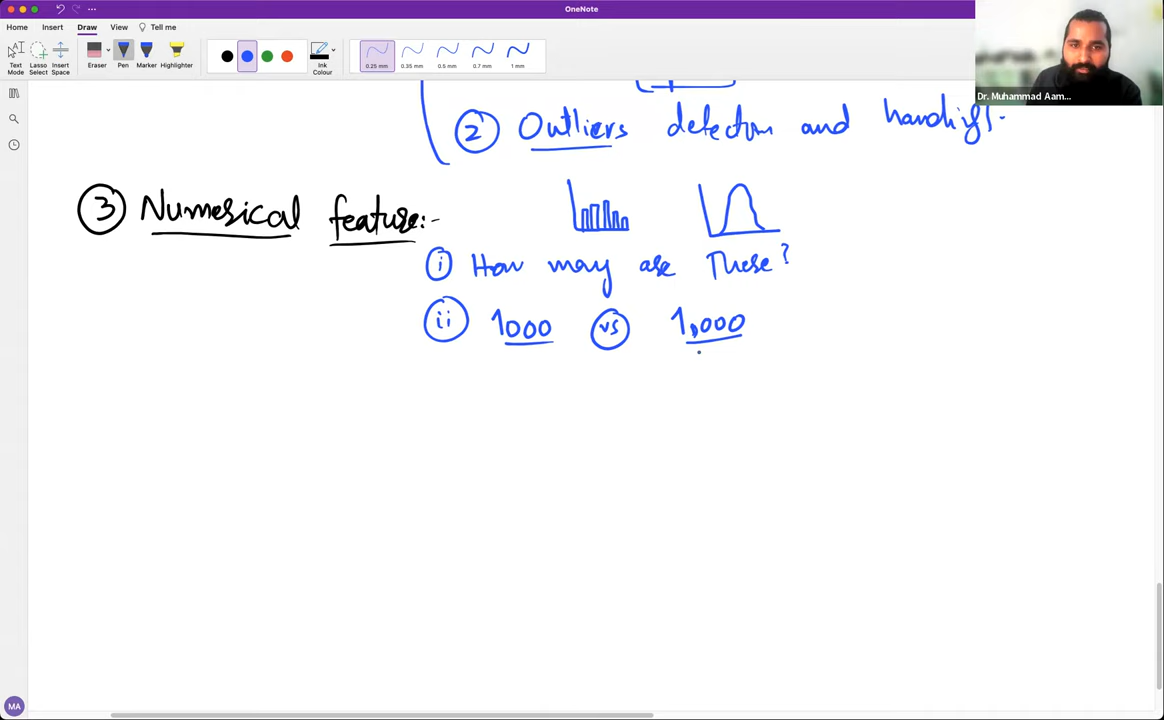 OneNote
Home Insert Draw View Tell me
Text Mode Lasso Select Insert Space Eraser Pen Marker Highlighter Ink Colour 0.25 mm 0.35 mm 0.5 mm 0.7 mm 1 mm
Dr. Muhammad Aam...
2 Outliers detection and
3 Numerical feature:-
i How may are These?
ii 1000 vs 1,000
MA